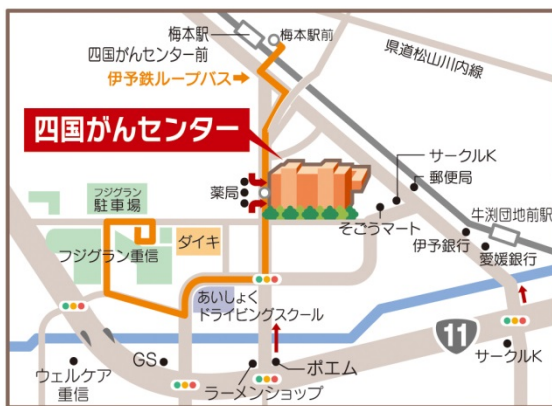 梅本駅
梅本駅前
四国がんセンター前
伊予鉄ループバス
県道松山川内線
四国がんセンター
サークルK
郵便局
薬局
フジグラン
駐車場
そごうマート
牛渕団地前駅
伊予銀行
愛媛銀行
フジグラン重信
ダイキ
あいしょく
ドライビングスクール
11
ウェルケア
重信
GS
ポエム
ラーメンショップ
サークルK